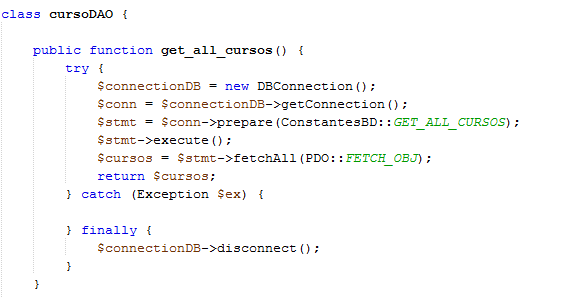 class cursoDAO {
public function get_all_cursos() {
try {
$connectionDB = new DBConnection();
$conn = $connectionDB->getConnection();
$stmt = $conn->prepare(ConstantesBD::GET_ALL_CURSOS);
$stmt->execute();
$cursos = $stmt->fetchAll(PDO::FETCH_OBJ);
return $cursos;
} catch (Exception $ex) {
} finally {
$connectionDB->disconnect();
}
}